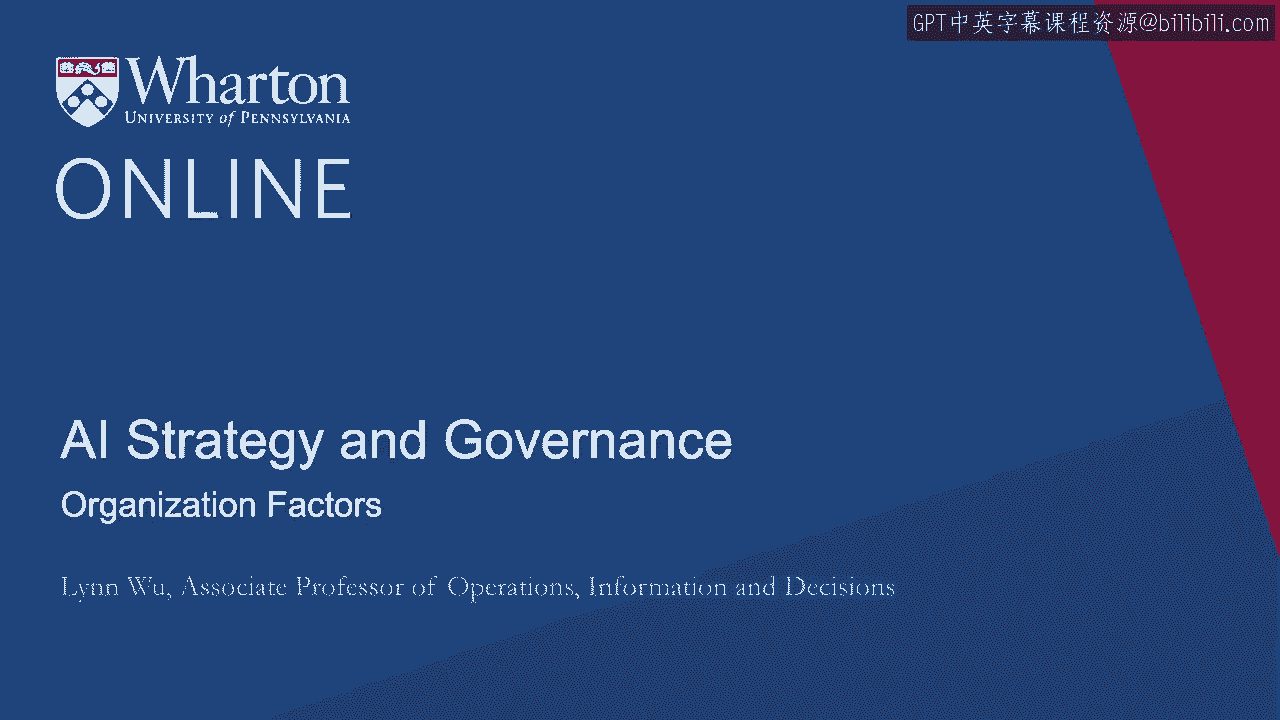 GPT中英字幕课程资源@bilibili.com
Wharton
UNIVERSITY of PENNSYLVANIA
ONLINE
AI Strategy and Governance
Organization Factors
Lynn Wu, Associate Professor of Operations, Information and Decisions